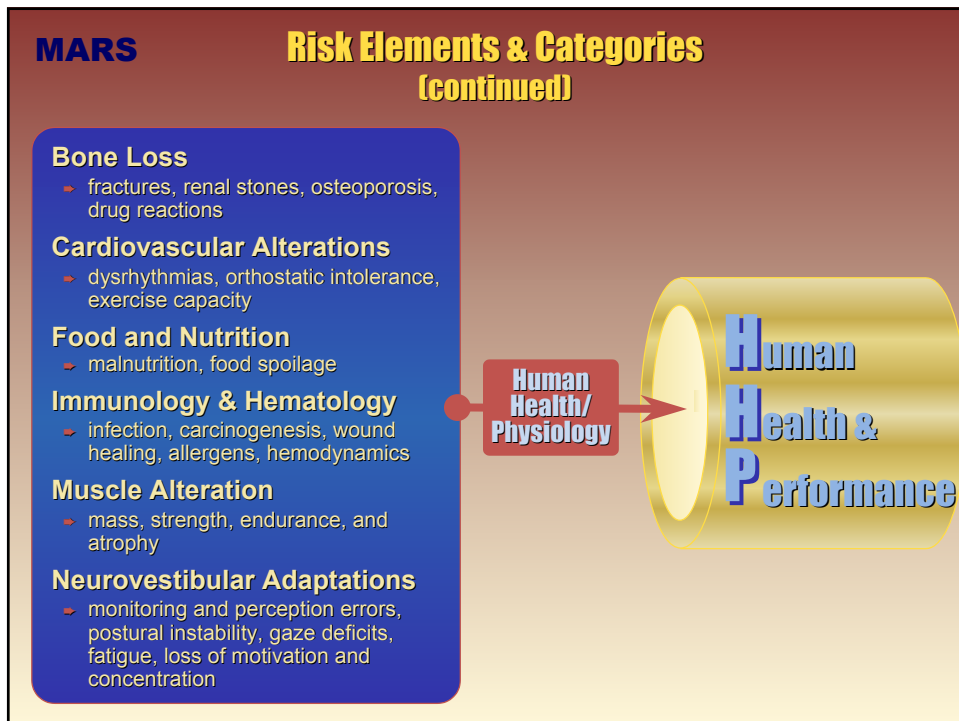 MARS
Risk Elements & Categories
(continued)
Bone Loss
fractures, renal stones, osteoporosis,
drug reactions
Cardiovascular Alterations
dysrhythmias, orthostatic intolerance,
exercise capacity
Food and Nutrition
malnutrition, food spoilage
Immunology & Hematology
infection, carcinogenesis, wound
healing, allergens, hemodynamics
Muscle Alteration
mass, strength, endurance, and
atrophy
Neurovestibular Adaptations
monitoring and perception errors,
postural instability, gaze deficits,
fatigue, loss of motivation and
concentration
Human
Health/
Physiology
Human
Health &
Performance